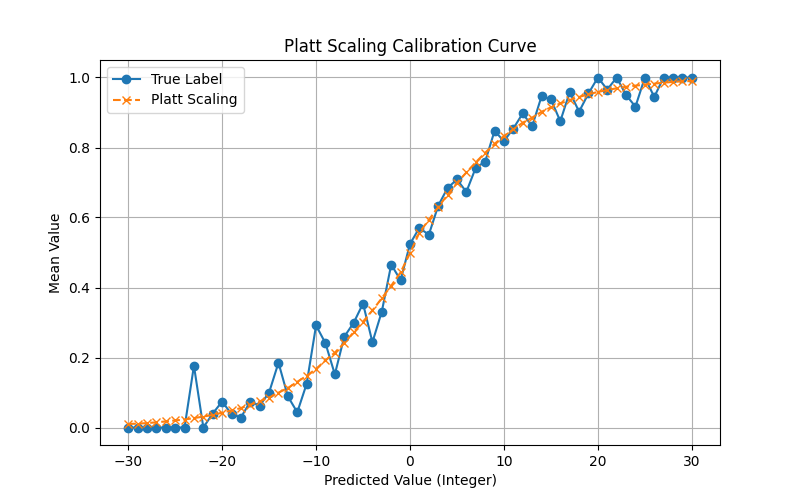 Platt Scaling Calibration Curve
True Label
Platt Scaling
Mean Value
1.0
0.8
0.6
0.4
0.2
0.0
−30 −20 −10 0 10 20 30
Predicted Value (Integer)